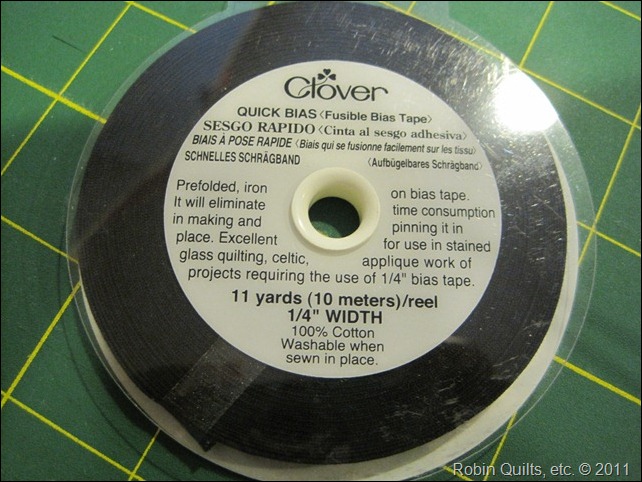 Clover
QUICK BIAS〈Fusible Bias Tape〉
SESGO RAPIDO〈Cinta al sesgo adhesiva〉
BIAIS À POSE RAPIDE〈Biais qui se fusionne facilement sur les tissu〉
SCHNELLES SCHRÄGBAND 〈Aufbügelbares Schrägband〉
Prefolded, iron on bias tape.
It will eliminate time consumption
in making and pinning it in
place. Excellent for use in stained
glass quilting, celtic, applique work of
projects requiring the use of 1/4" bias tape.
11 yards (10 meters)/reel
1/4" WIDTH
100% Cotton
Washable when
sewn in place.
Robin Quilts, etc. © 2011